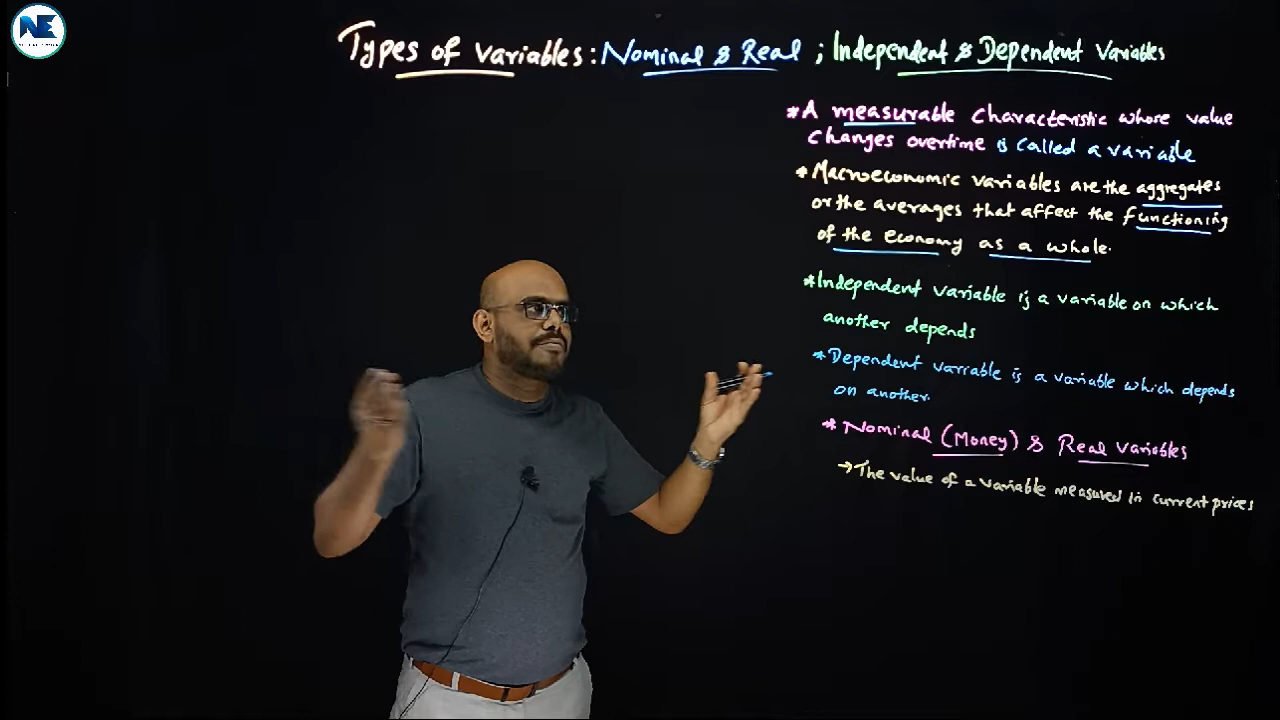 NE
Types of variables: Nominal & Real ; Independent & Dependent Variables
* A measurable characteristic whose value
changes overtime is called a variable
* Macroeconomic variables are the aggregates
or the averages that affect the functioning
of the economy as a whole.
* Independent variable is a variable on which
another depends
* Dependent variable is a variable which depends
on another.
* Nominal (Money) & Real variables
→ The value of a variable measured in current prices